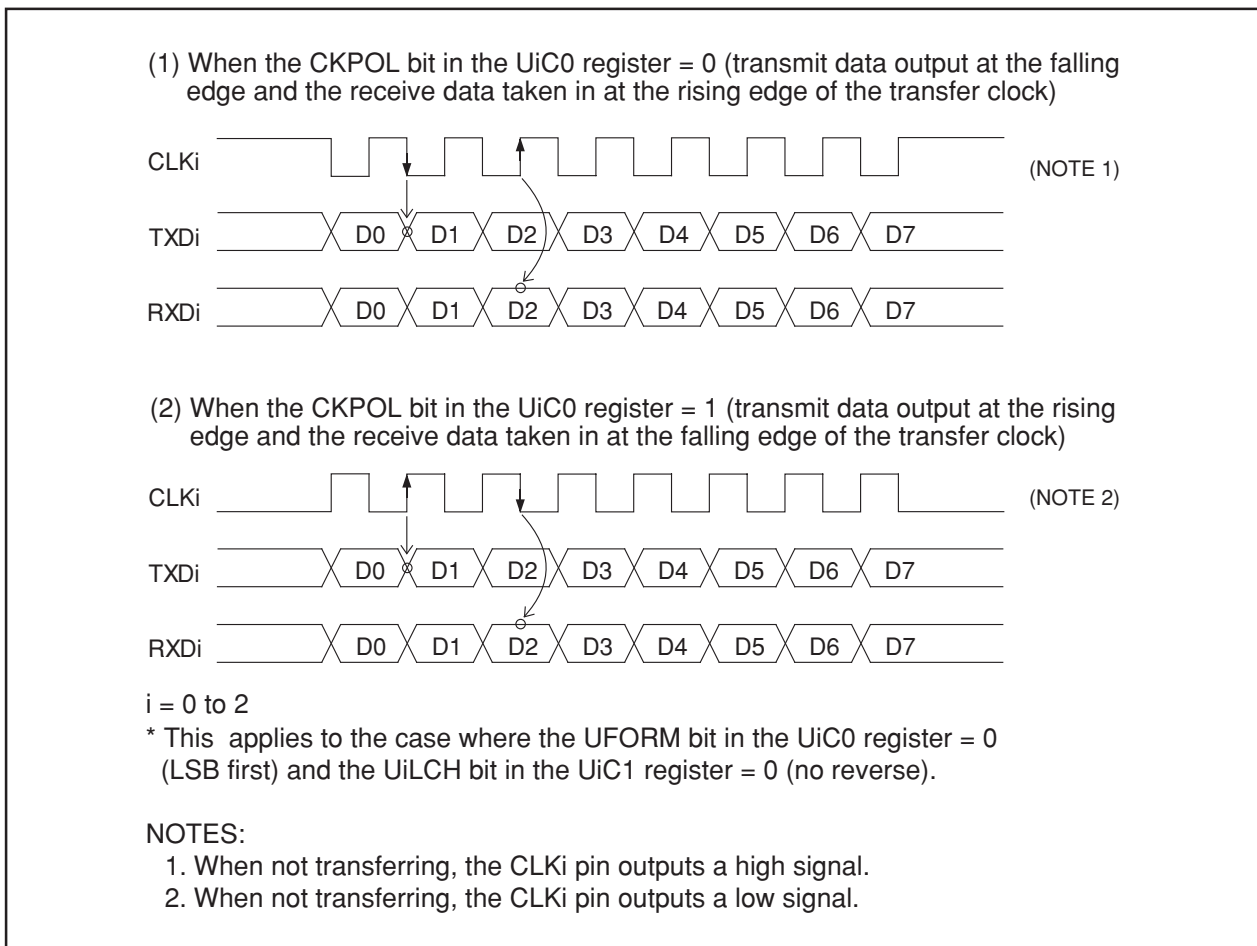 (1) When the CKPOL bit in the UiC0 register = 0 (transmit data output at the falling
edge and the receive data taken in at the rising edge of the transfer clock)
CLKi
(NOTE 1)
TXDi D0 D1 D2 D3 D4 D5 D6 D7
RXDi D0 D1 D2 D3 D4 D5 D6 D7
(2) When the CKPOL bit in the UiC0 register = 1 (transmit data output at the rising
edge and the receive data taken in at the falling edge of the transfer clock)
CLKi
(NOTE 2)
TXDi D0 D1 D2 D3 D4 D5 D6 D7
RXDi D0 D1 D2 D3 D4 D5 D6 D7
i = 0 to 2
* This applies to the case where the UFORM bit in the UiC0 register = 0
(LSB first) and the UiLCH bit in the UiC1 register = 0 (no reverse).
NOTES:
1. When not transferring, the CLKi pin outputs a high signal.
2. When not transferring, the CLKi pin outputs a low signal.